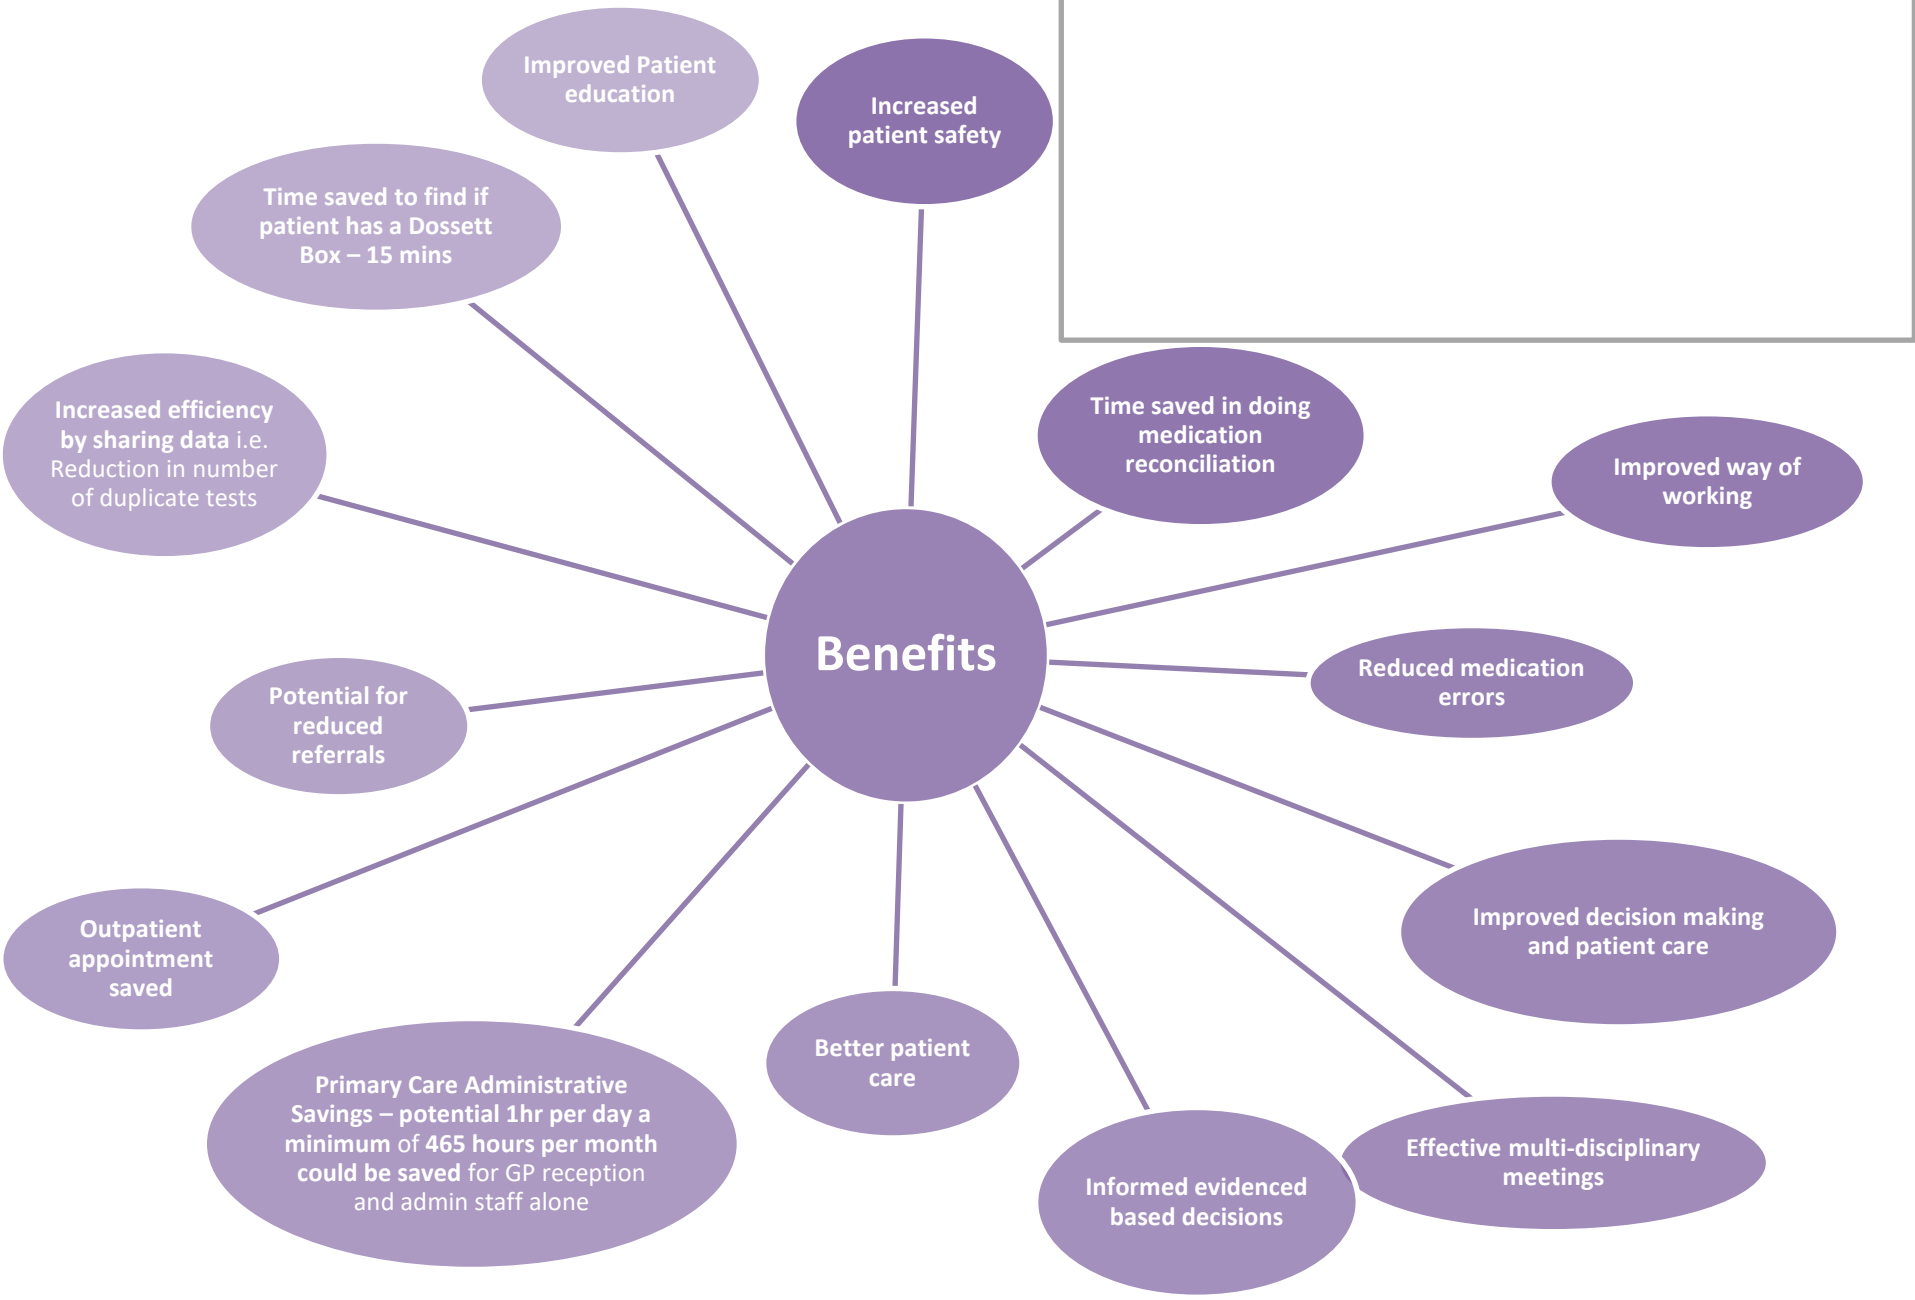 Improved Patient
education
Increased
patient safety
Time saved to find if
patient has a Dossett
Box – 15 mins
Increased efficiency
by sharing data i.e.
Reduction in number
of duplicate tests
Time saved in doing
medication
reconciliation
Improved way of
working
Benefits
Potential for
reduced
referrals
Reduced medication
errors
Outpatient
appointment
saved
Improved decision making
and patient care
Primary Care Administrative
Savings – potential 1hr per day a
minimum of 465 hours per month
could be saved for GP reception
and admin staff alone
Better patient
care
Informed evidenced
based decisions
Effective multi-disciplinary
meetings